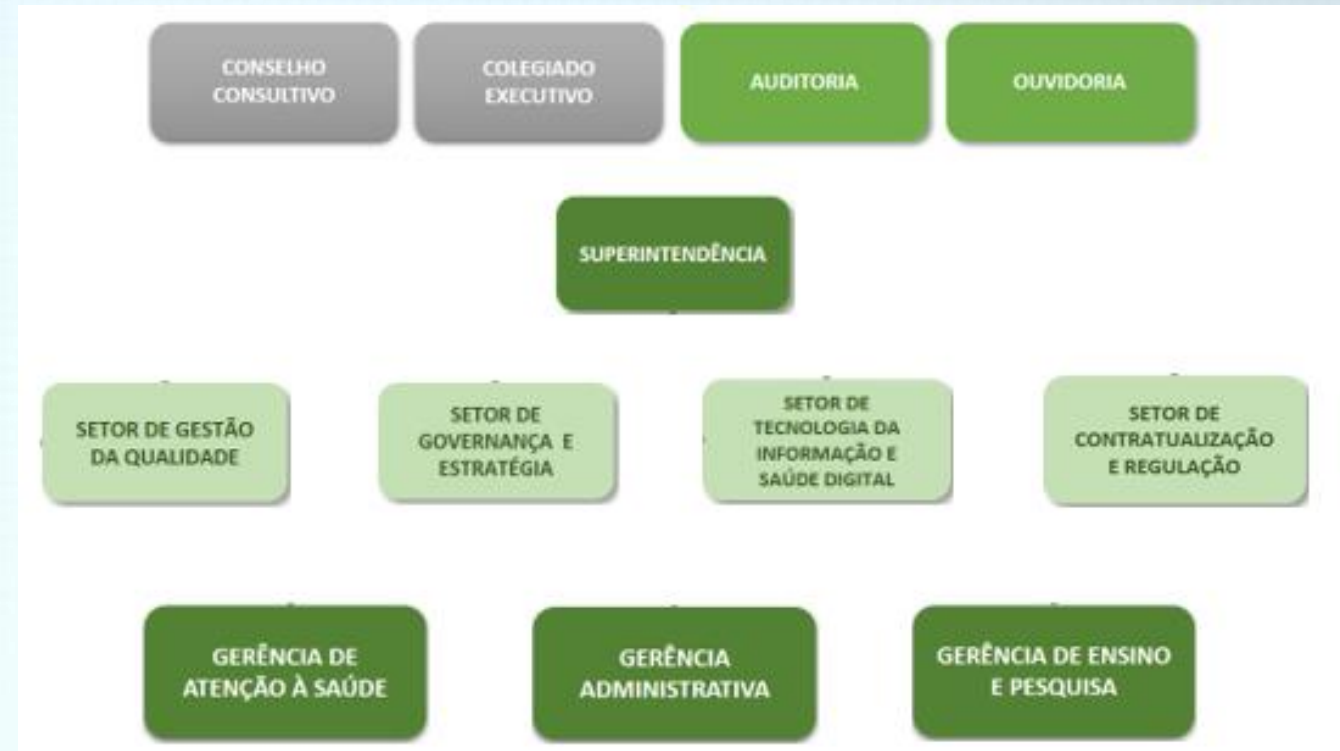 CONSELHO
CONSULTIVO
COLEGIADO
EXECUTIVO
AUDITORIA
OUVIDORIA
SUPERINTENDÊNCIA
SETOR DE GESTÃO
DA QUALIDADE
SETOR DE
GOVERNANÇA E
ESTRATÉGIA
SETOR DE
TECNOLOGIA DA
INFORMAÇÃO E
SAÚDE DIGITAL
SETOR DE
CONTRATUALIZAÇÃO
E REGULAÇÃO
GERÊNCIA DE
ATENÇÃO À SAÚDE
GERÊNCIA
ADMINISTRATIVA
GERÊNCIA DE ENSINO
E PESQUISA